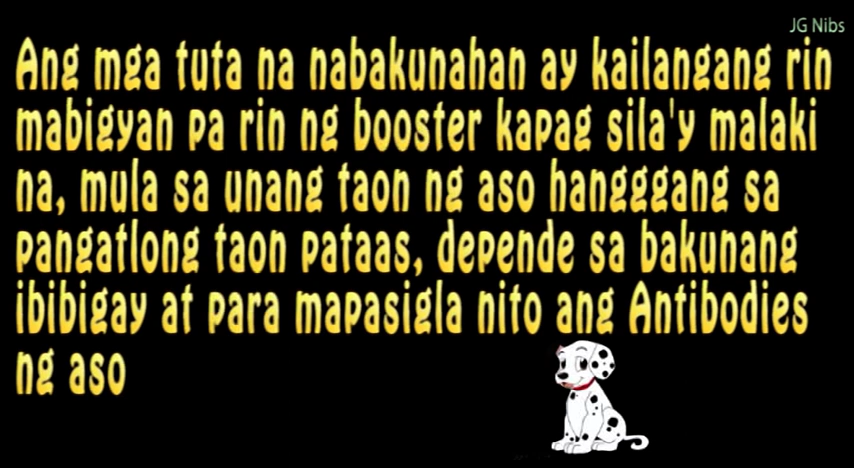 JG Nibs
Ang mga tuta na nabakunahan ay kailangang rin
mabigyan pa rin ng booster kapag sila'y malaki
na, mula sa unang taon ng aso hangggang sa
pangatlong taon pataas, depende sa bakunang
ibibigay at para mapasigla nito ang Antibodies
ng aso